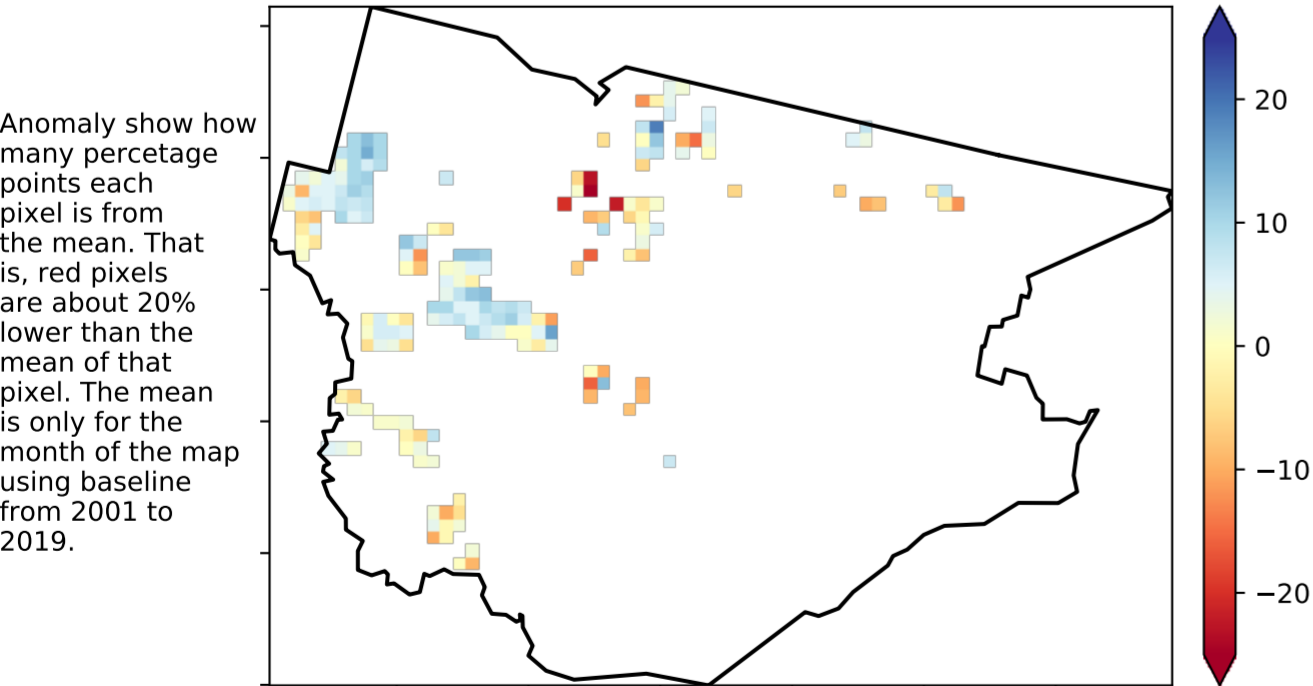 Anomaly show how
many percetage
points each
pixel is from
the mean. That
is, red pixels
are about 20%
lower than the
mean of that
pixel. The mean
is only for the
month of the map
using baseline
from 2001 to
2019.
20
10
0
−10
−20